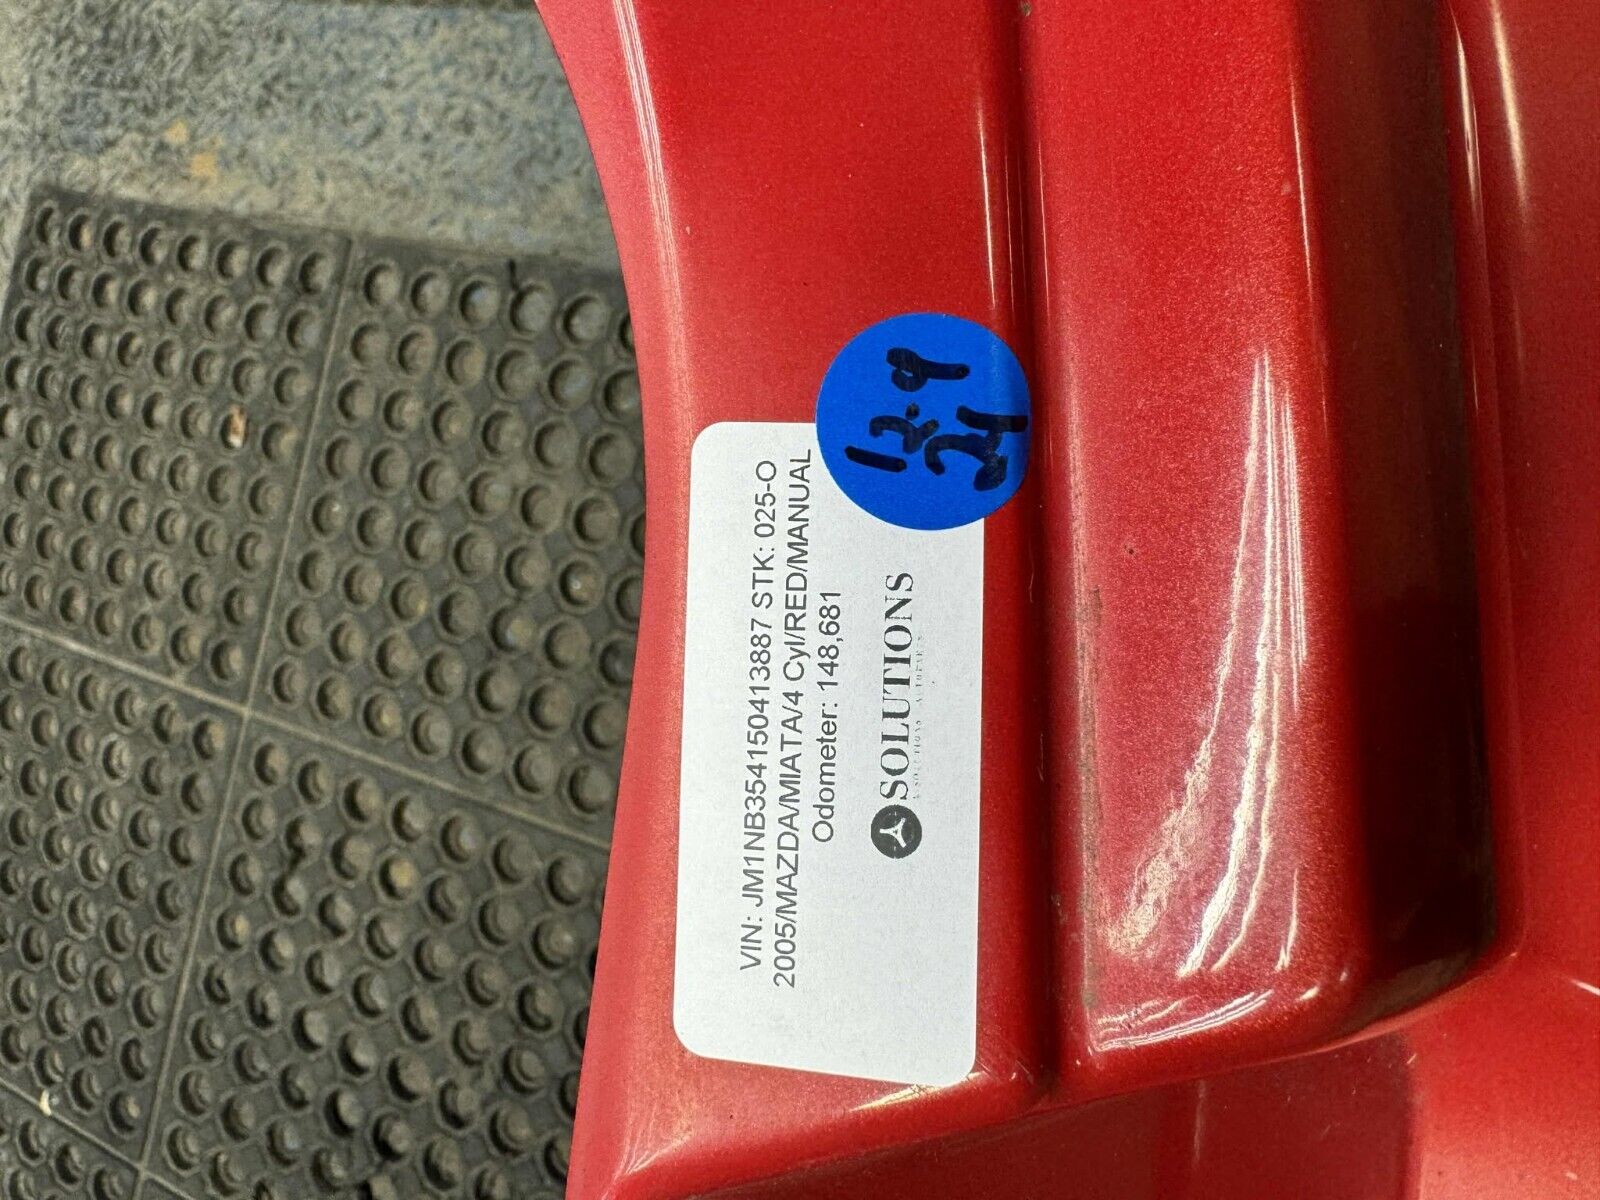 VIN: JM1NB354150413887 STK: 025-O
2005/MAZDA/MIATA/4 Cyl/RED/MANUAL
Odometer: 148,681
SOLUTIONS
12.9
24